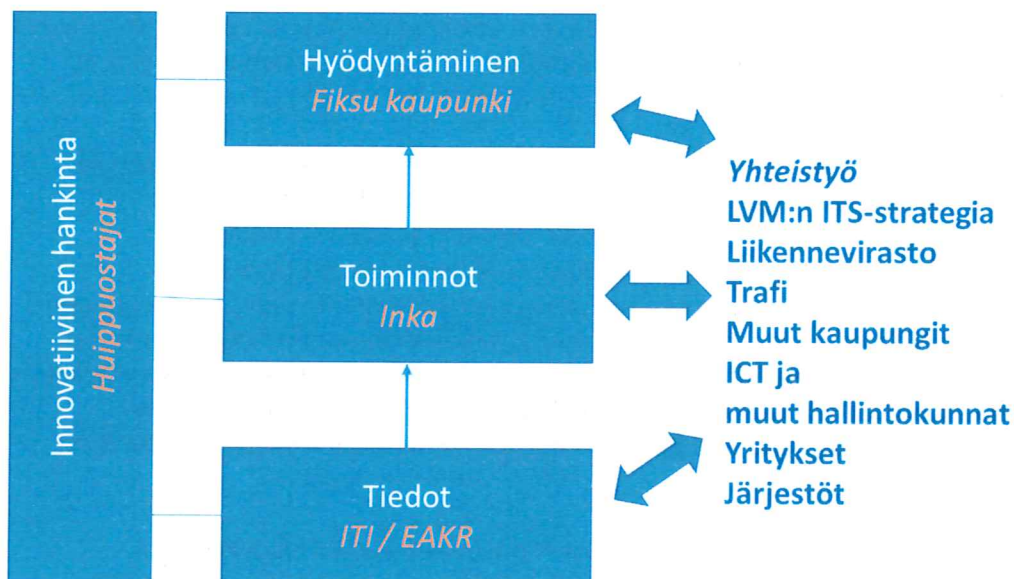 Innovatiivinen hankinta
Huippuostajat
Hyödyntäminen
Fiksu kaupunki
Toiminnot
Inka
Tiedot
ITI / EAKR
Yhteistyö
LVM:n ITS-strategia
Liikennevirasto
Trafi
Muut kaupungit
ICT ja
muut hallintokunnat
Yritykset
Järjestöt